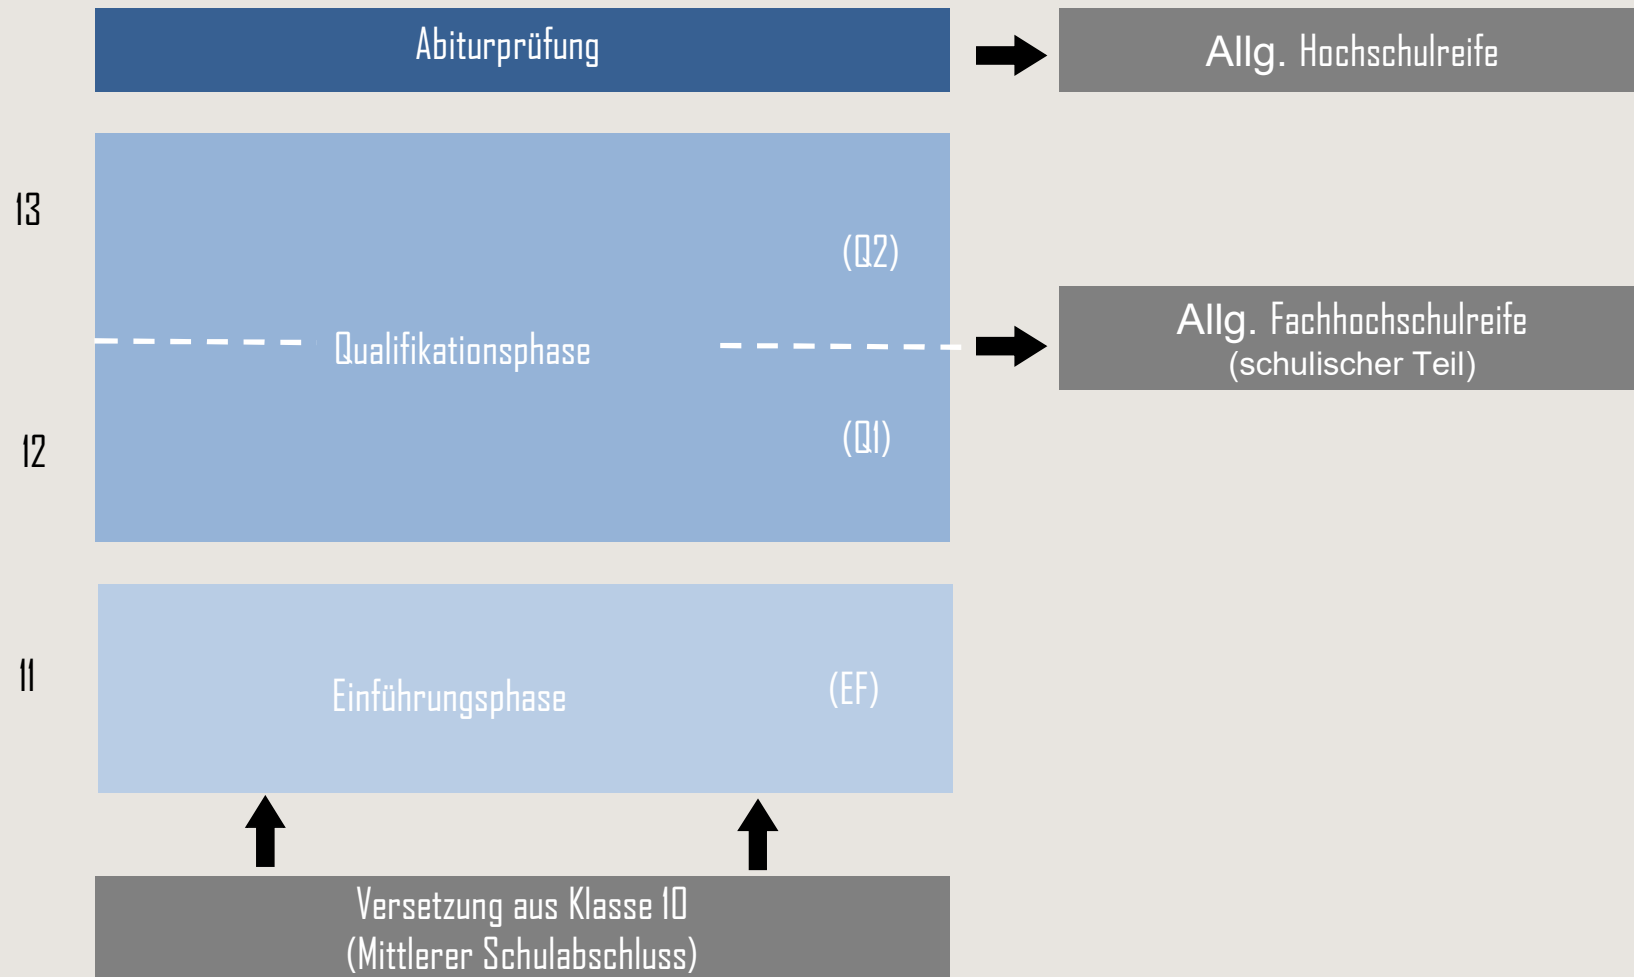 Abiturprüfung
Allg. Hochschulreife
13
(Q2)
Allg. Fachhochschulreife
(schulischer Teil)
Qualifikationsphase
(Q1)
12
11
Einführungsphase
(EF)
Versetzung aus Klasse 10
(Mittlerer Schulabschluss)